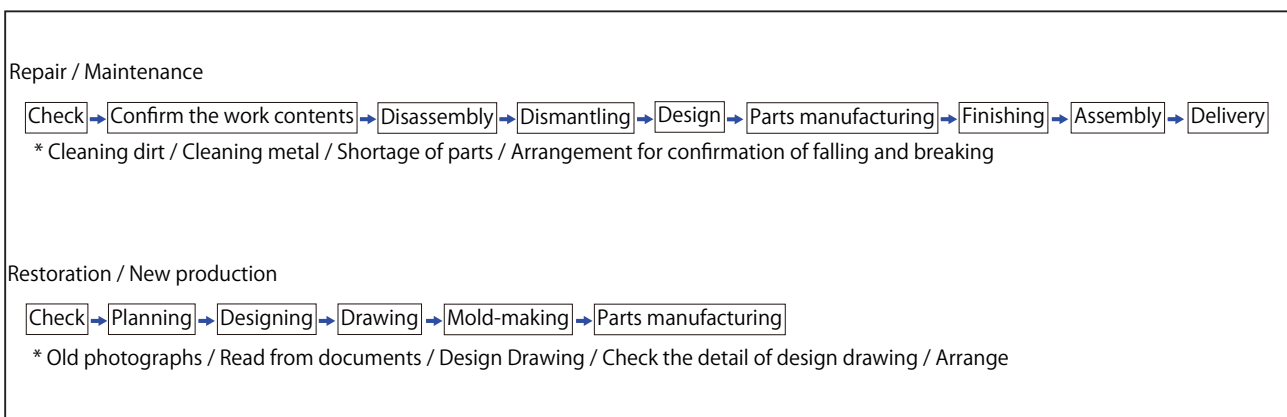 Repair / Maintenance
Check → Confirm the work contents → Disassembly → Dismantling → Design → Parts manufacturing → Finishing → Assembly → Delivery
* Cleaning dirt / Cleaning metal / Shortage of parts / Arrangement for confirmation of falling and breaking
Restoration / New production
Check → Planning → Designing → Drawing → Mold-making → Parts manufacturing
* Old photographs / Read from documents / Design Drawing / Check the detail of design drawing / Arrange